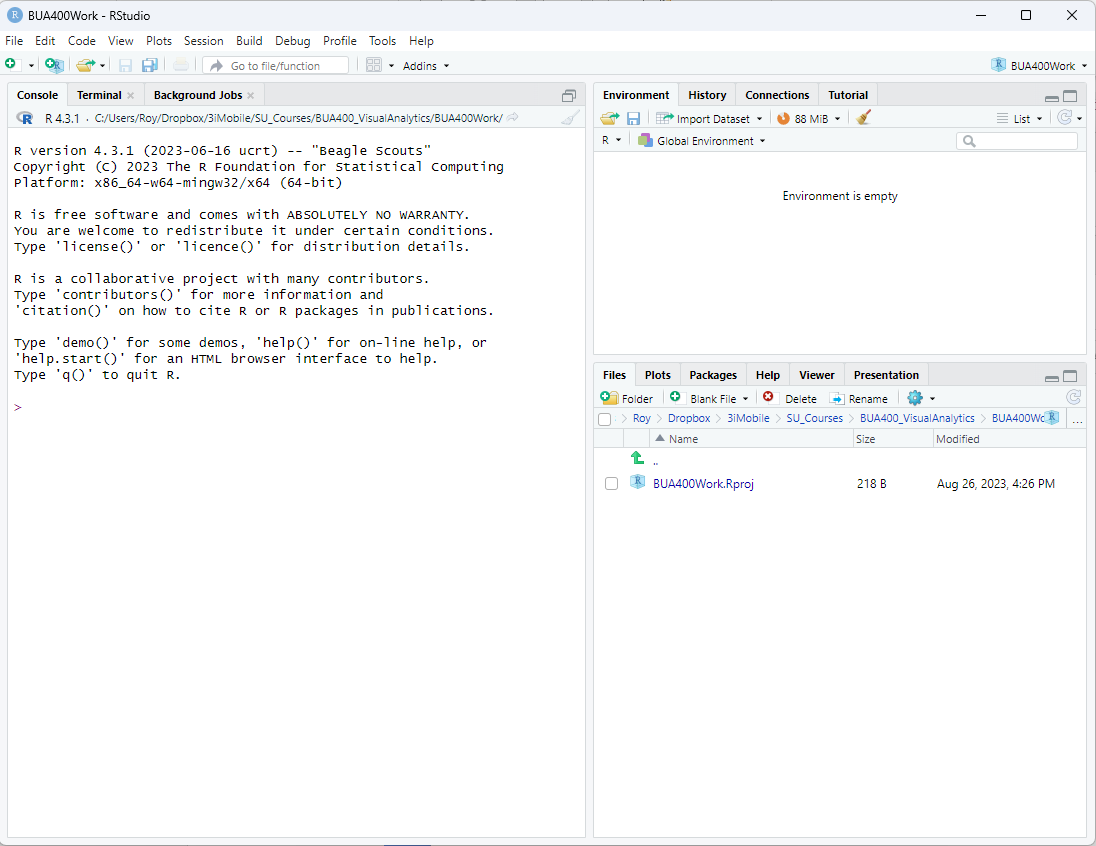 BUA400Work - RStudio
File Edit Code View Plots Session Build Debug Profile Tools Help
Go to file/function Addins BUA400Work
Console Terminal Background Jobs
R 4.3.1 · C:/Users/Roy/Dropbox/3iMobile/SU_Courses/BUA400_VisualAnalytics/BUA400Work/
R version 4.3.1 (2023-06-16 ucrt) -- "Beagle Scouts"
Copyright (C) 2023 The R Foundation for Statistical Computing
Platform: x86_64-w64-mingw32/x64 (64-bit)
R is free software and comes with ABSOLUTELY NO WARRANTY.
You are welcome to redistribute it under certain conditions.
Type 'license()' or 'licence()' for distribution details.
R is a collaborative project with many contributors.
Type 'contributors()' for more information and
'citation()' on how to cite R or R packages in publications.
Type 'demo()' for some demos, 'help()' for on-line help, or
'help.start()' for an HTML browser interface to help.
Type 'q()' to quit R.
>
Environment History Connections Tutorial
Import Dataset 88 MiB List
R Global Environment
Environment is empty
Files Plots Packages Help Viewer Presentation
Folder Blank File Delete Rename
Roy Dropbox 3iMobile SU_Courses BUA400_VisualAnalytics BUA400Wo ...
Name Size Modified
..
BUA400Work.Rproj 218 B Aug 26, 2023, 4:26 PM